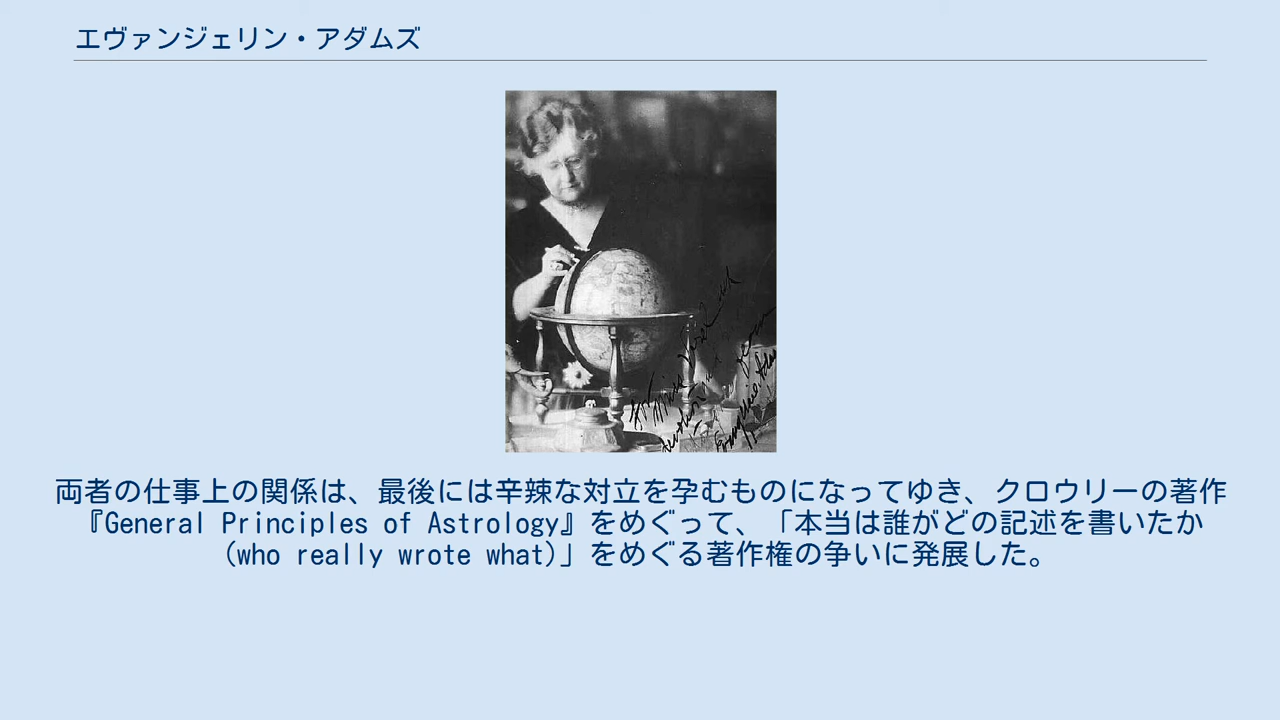 エヴァンジェリン・アダムズ
両者の仕事上の関係は、最後には辛辣な対立を孕むものになってゆき、クロウリーの著作
『General Principles of Astrology』をめぐって、「本当は誰がどの記述を書いたか
(who really wrote what)」をめぐる著作権の争いに発展した。